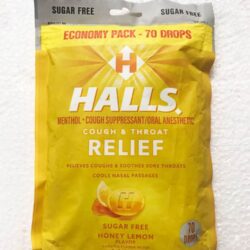 SUGAR FREE
SUGAR FREE
ECONOMY PACK - 70 DROPS
H
HALLS
MENTHOL • COUGH SUPPRESSANT/ORAL ANESTHETIC
COUGH & THROAT
RELIEF
RELIEVES COUGHS & SOOTHES SORE THROATS
COOLS NASAL PASSAGES
H
SUGAR FREE
HONEY LEMON
FLAVOR
70
DROPS